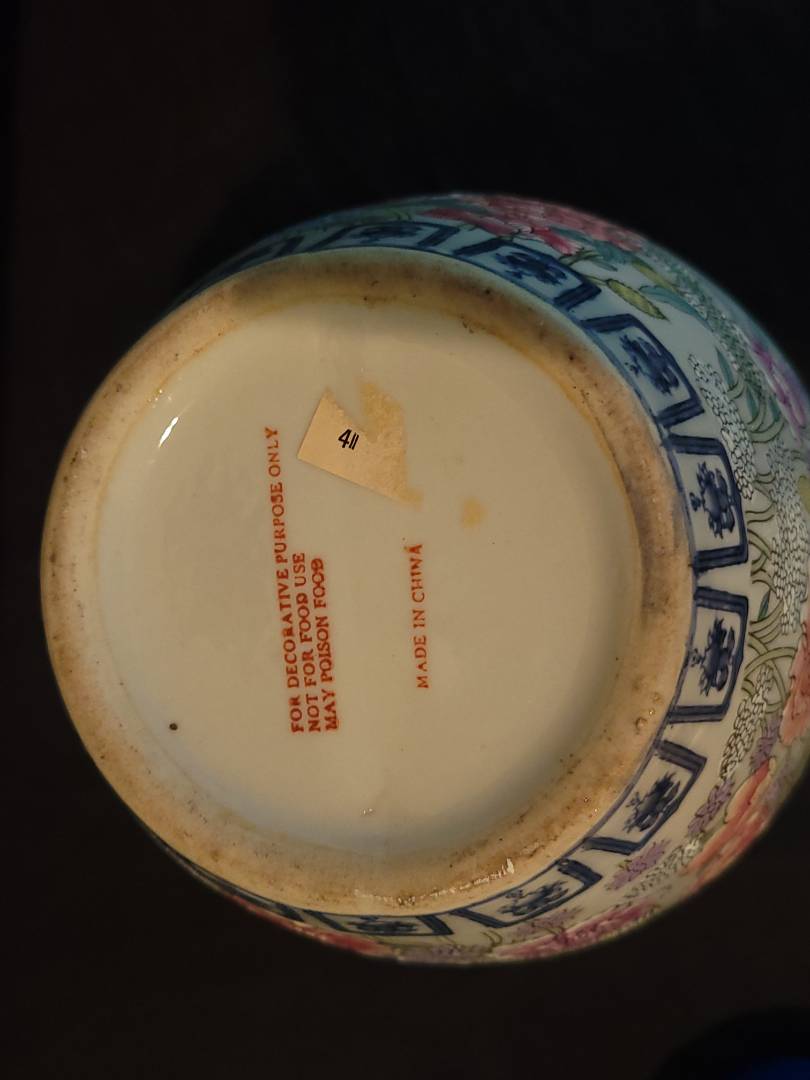 FOR DECORATIVE PURPOSE ONLY
NOT FOR FOOD USE
MAY POISON FOOD
MADE IN CHINA
411